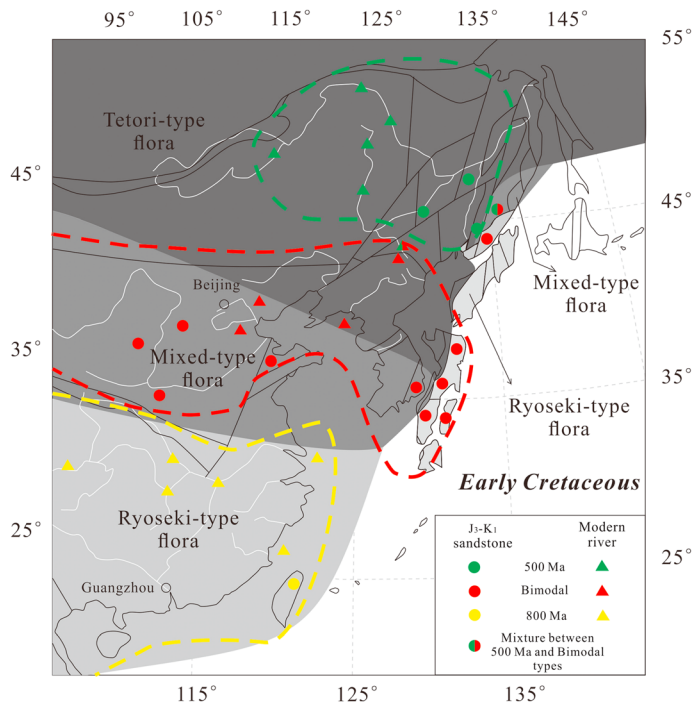 95°
105°
115°
125°
135°
145°
55°
Tetori-type
flora
45°
45°
Beijing
Mixed-type
flora
35°
Mixed-type
flora
35°
Ryoseki-type
flora
Early Cretaceous
Ryoseki-type
flora
25°
25°
Guangzhou
J3-K1
sandstone
Modern
river
500 Ma
Bimodal
800 Ma
Mixture between
500 Ma and Bimodal
types
115°
125°
135°